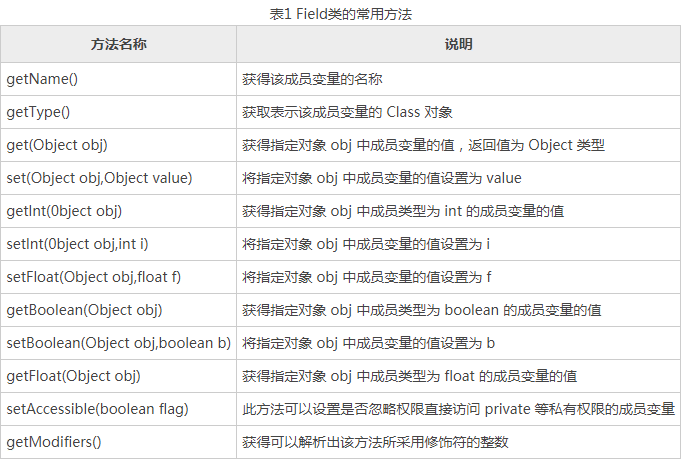 表1 Field类的常用方法
方法名称 说明
getName() 获得该成员变量的名称
getType() 获取表示该成员变量的 Class 对象
get(Object obj) 获得指定对象 obj 中成员变量的值，返回值为 Object 类型
set(Object obj,Object value) 将指定对象 obj 中成员变量的值设置为 value
getInt(0bject obj) 获得指定对象 obj 中成员类型为 int 的成员变量的值
setInt(0bject obj,int i) 将指定对象 obj 中成员变量的值设置为 i
setFloat(Object obj,float f) 将指定对象 obj 中成员变量的值设置为 f
getBoolean(Object obj) 获得指定对象 obj 中成员类型为 boolean 的成员变量的值
setBoolean(Object obj,boolean b) 将指定对象 obj 中成员变量的值设置为 b
getFloat(Object obj) 获得指定对象 obj 中成员类型为 float 的成员变量的值
setAccessible(boolean flag) 此方法可以设置是否忽略权限直接访问 private 等私有权限的成员变量
getModifiers() 获得可以解析出该方法所采用修饰符的整数